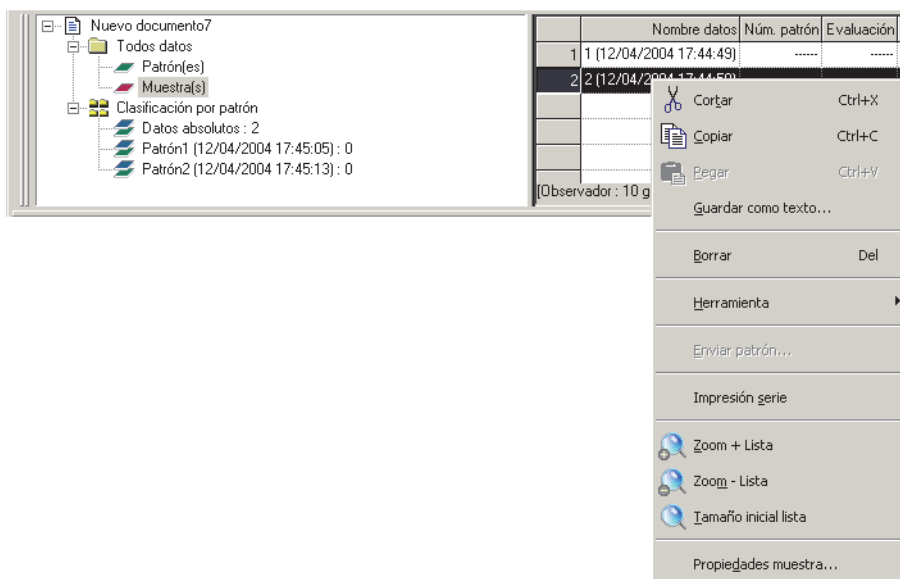 Nuevo documento7
Todos datos
Patrón(es)
Muestra(s)
Clasificación por patrón
Datos absolutos : 2
Patrón1 (12/04/2004 17:45:05) : 0
Patrón2 (12/04/2004 17:45:13) : 0
Nombre datos Núm. patrón Evaluación
1 1 (12/04/2004 17:44:49) ----- -----
2 2 (12/04/2004 17:44:59)
[Observador : 10 g
Cortar Ctrl+X
Copiar Ctrl+C
Pegar Ctrl+V
Guardar como texto...
Borrar Del
Herramienta
Enviar patrón...
Impresión serie
Zoom + Lista
Zoom - Lista
Tamaño inicial lista
Propiedades muestra...